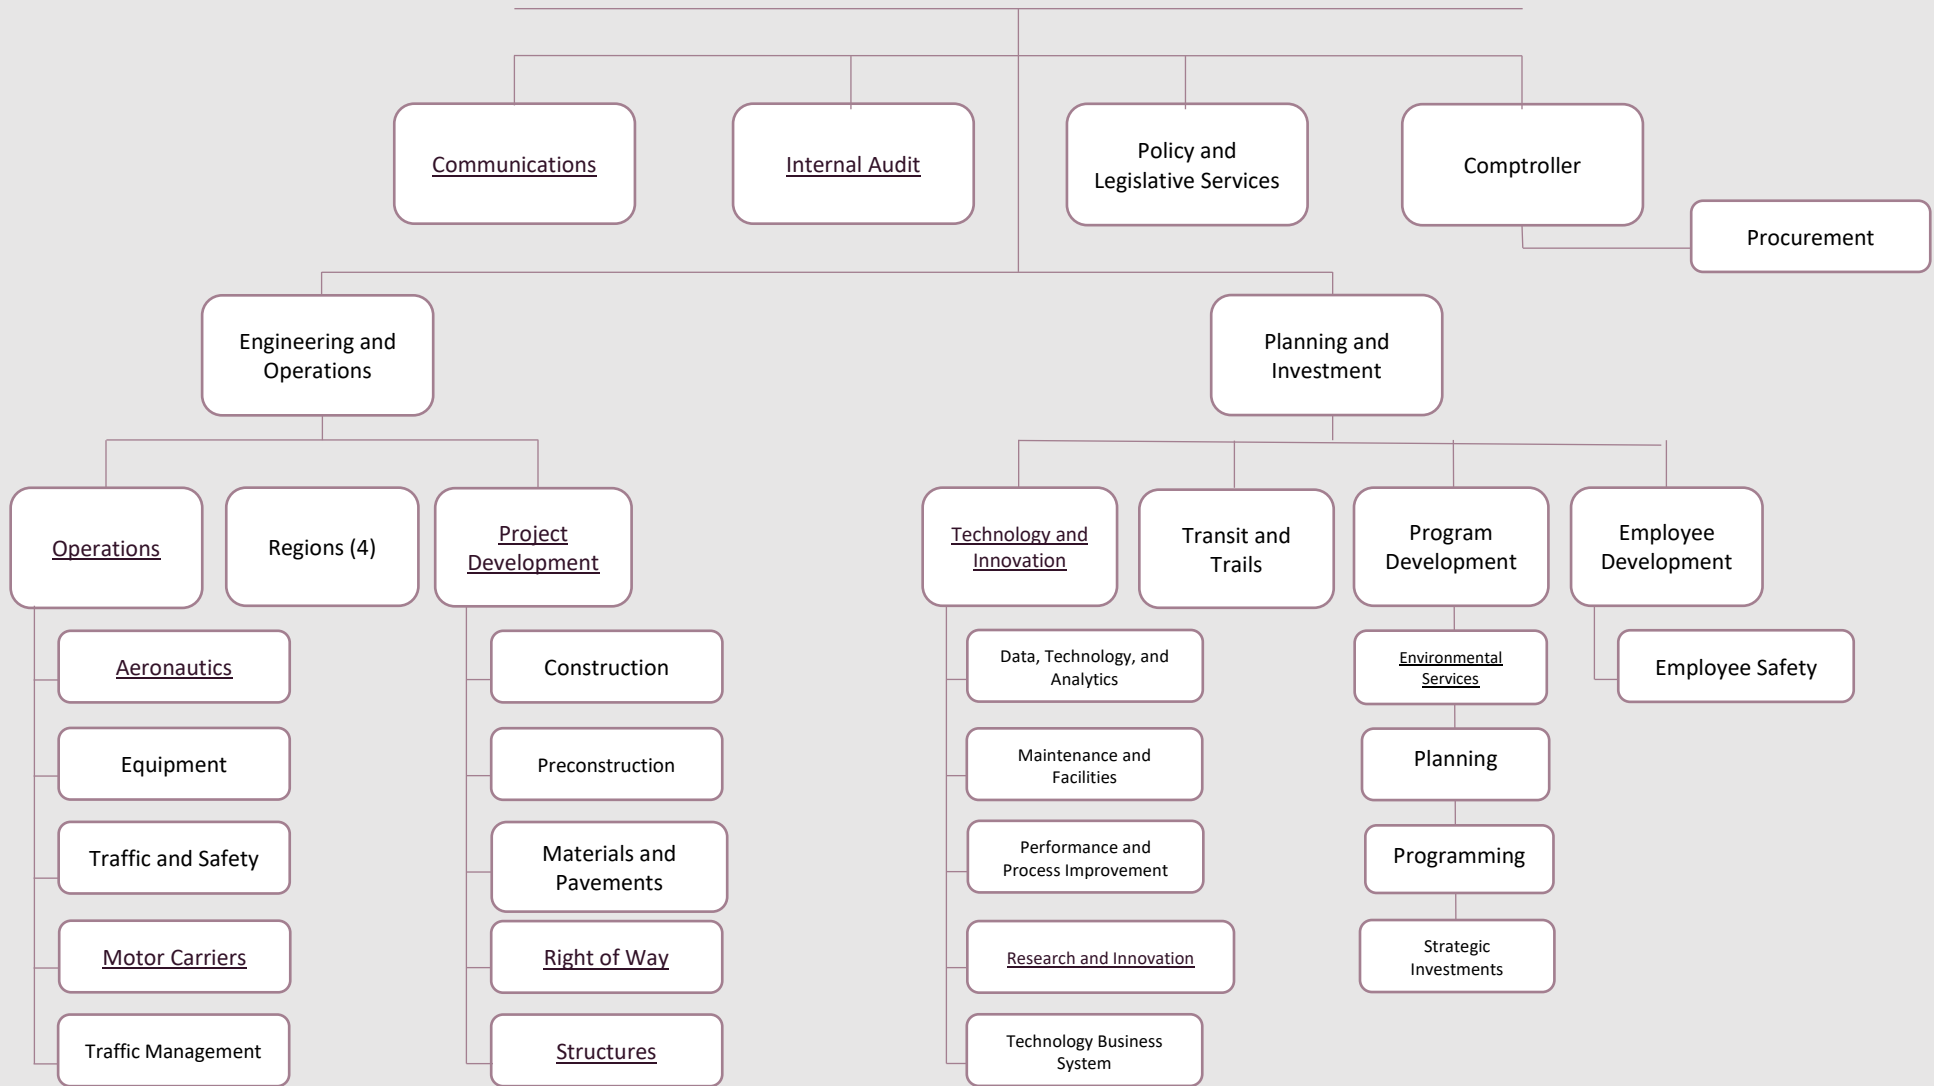 Communications
Internal Audit
Policy and
Legislative Services
Comptroller
Procurement
Engineering and
Operations
Planning and
Investment
Operations
Regions (4)
Project
Development
Technology and
Innovation
Transit and
Trails
Program
Development
Employee
Development
Aeronautics
Equipment
Traffic and Safety
Motor Carriers
Traffic Management
Construction
Preconstruction
Materials and
Pavements
Right of Way
Structures
Data, Technology, and
Analytics
Maintenance and
Facilities
Performance and
Process Improvement
Research and Innovation
Technology Business
System
Environmental
Services
Planning
Programming
Strategic
Investments
Employee Safety